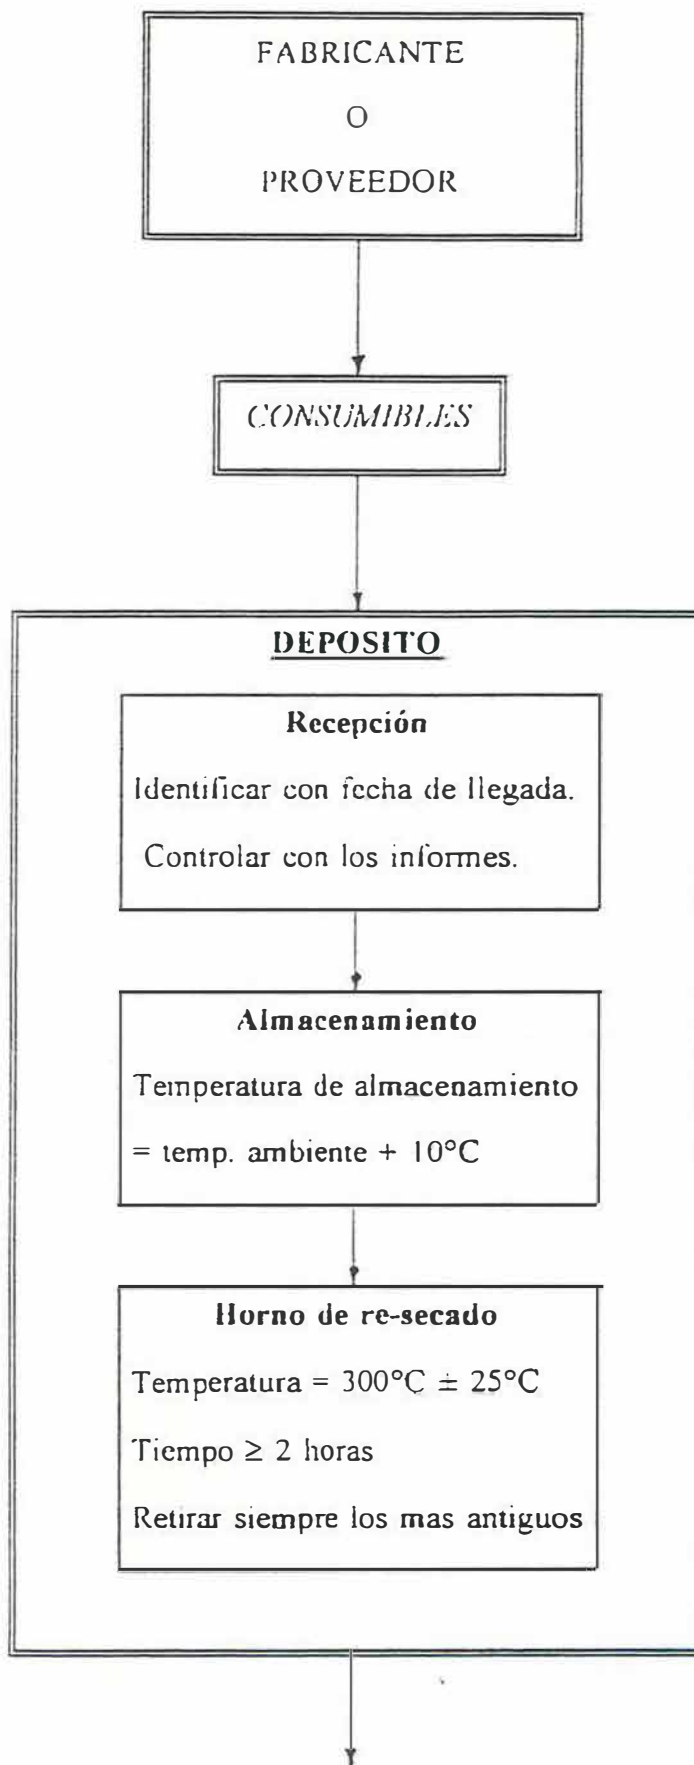 FABRICANTE
O
PROVEEDOR
CONSUMIBLES
DEPOSITO
Recepción
Identificar con fecha de llegada.
Controlar con los informes.
Almacenamiento
Temperatura de almacenamiento
= temp. ambiente + 10°C
Horno de re-secado
Temperatura = 300°C ± 25°C
Tiempo ≥ 2 horas
Retirar siempre los mas antiguos